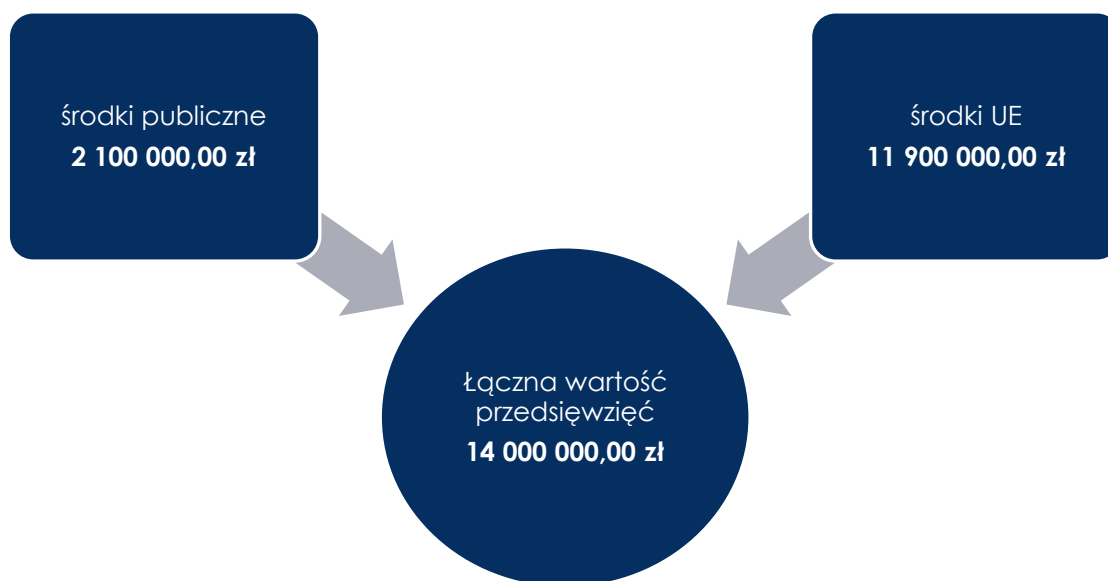 środki publiczne
2 100 000,00 zł
środki UE
11 900 000,00 zł
Łączna wartość
przedsięwzięć
14 000 000,00 zł